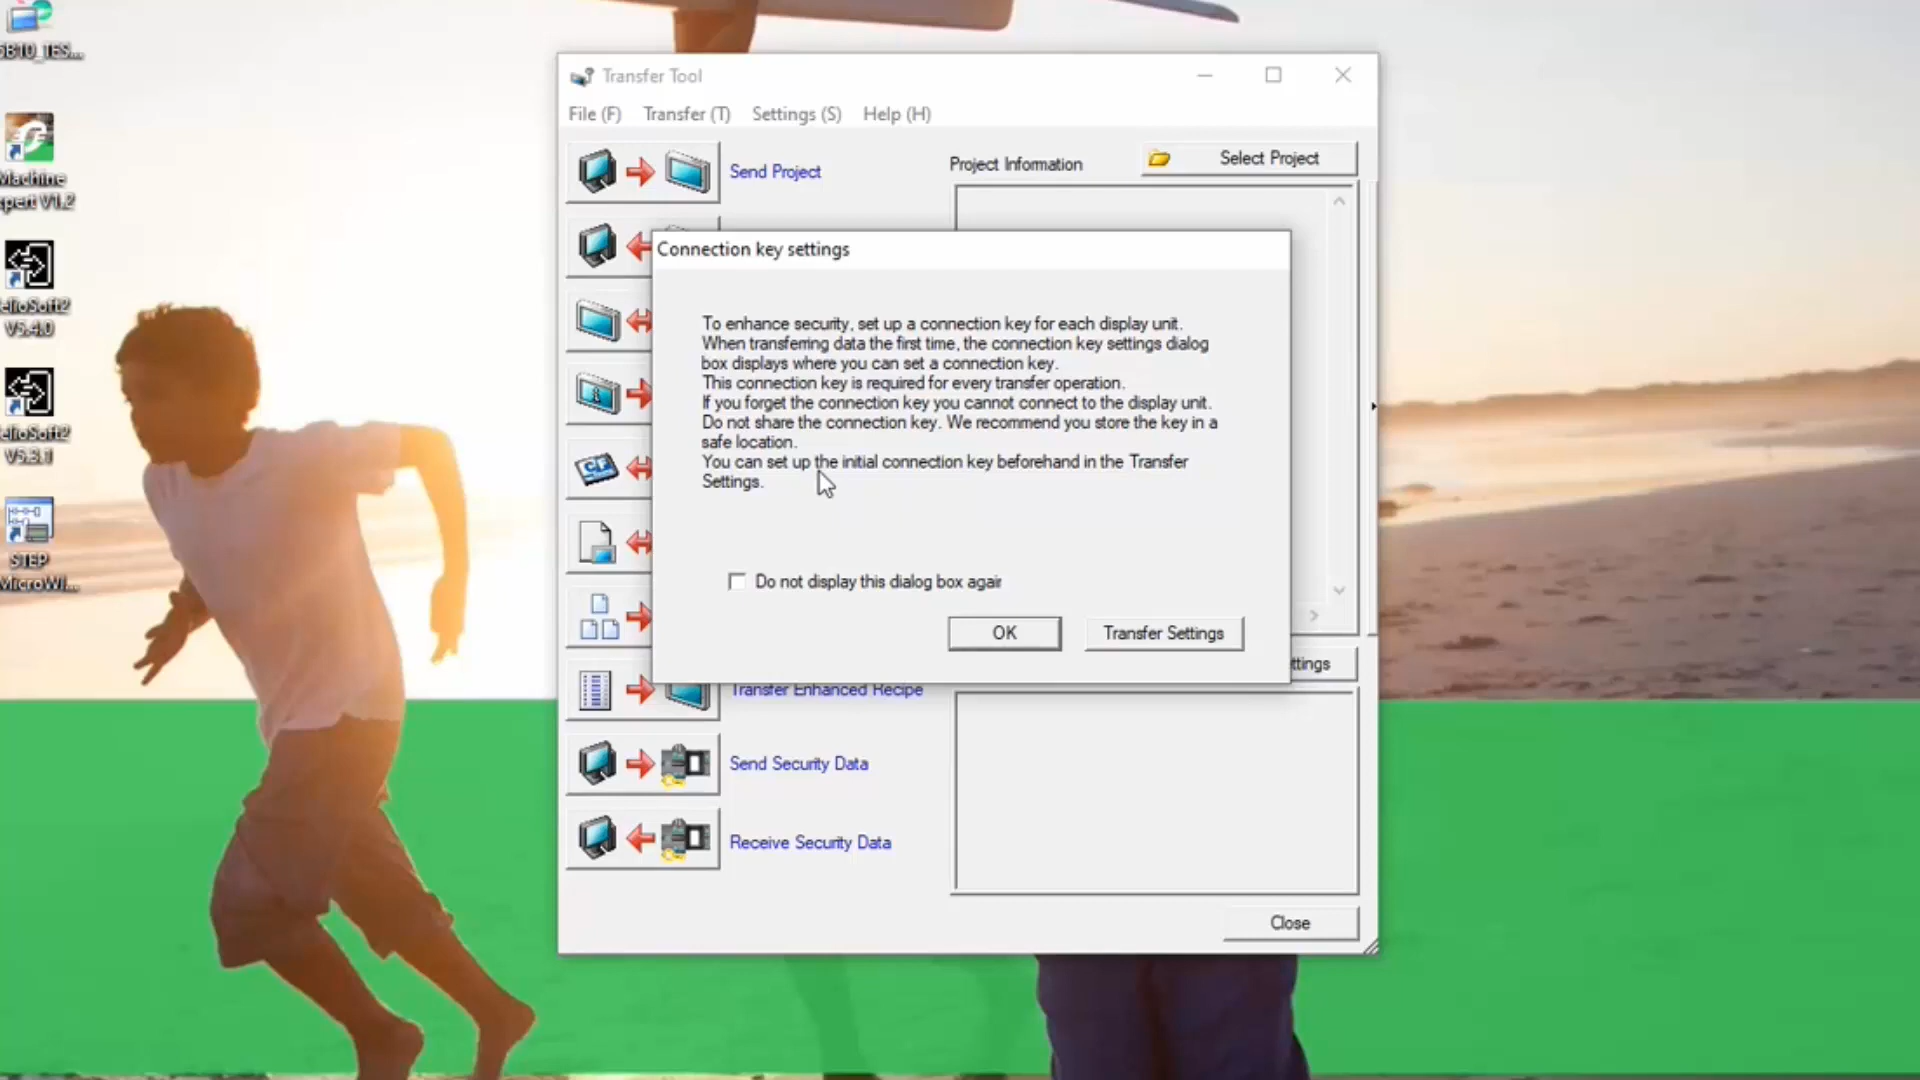 Transfer Tool
File (F) Transfer (T) Settings (S) Help (H)
Send Project
Project Information
Select Project
Connection key settings
To enhance security, set up a connection key for each display unit.
When transferring data the first time, the connection key settings dialog
box displays where you can set a connection key.
This connection key is required for every transfer operation.
If you forget the connection key you cannot connect to the display unit.
Do not share the connection key. We recommend you store the key in a
safe location.
You can set up the initial connection key beforehand in the Transfer
Settings.
Do not display this dialog box agair
OK
Transfer Settings
ttings
Transfer Enhanced Recipe
Send Security Data
Receive Security Data
Close
Machine
xpert V1.2
elioSoft2
V5.4.0
elioSoft2
V5.3.1
STEP
MicroWI...